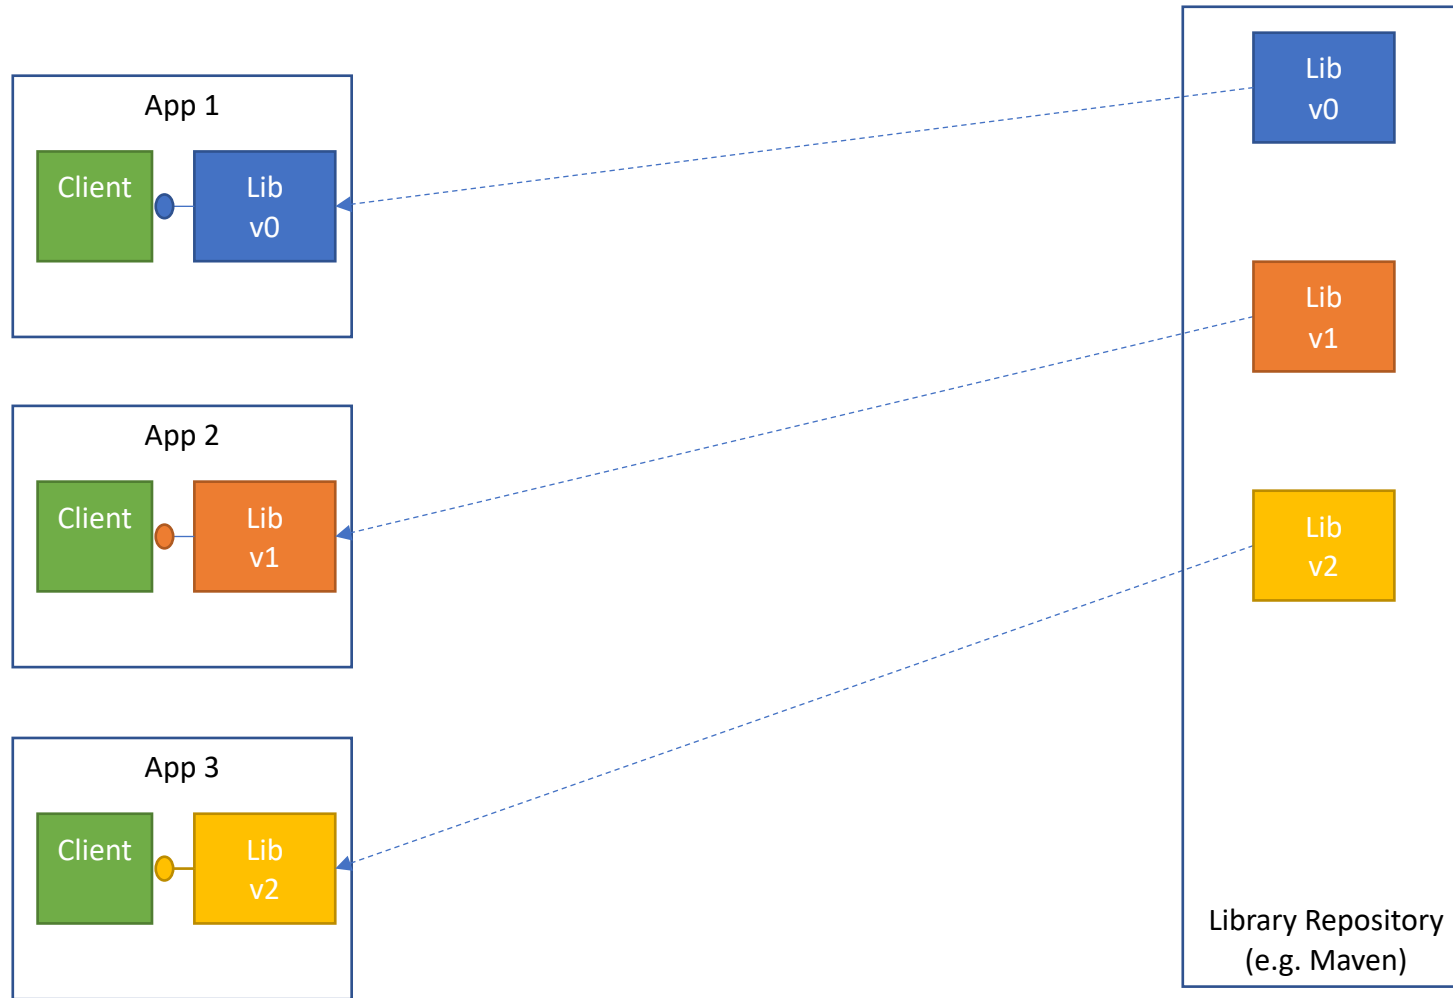 App 1
Client
Lib
v0
App 2
Client
Lib
v1
App 3
Client
Lib
v2
Lib
v0
Lib
v1
Lib
v2
Library Repository
(e.g. Maven)